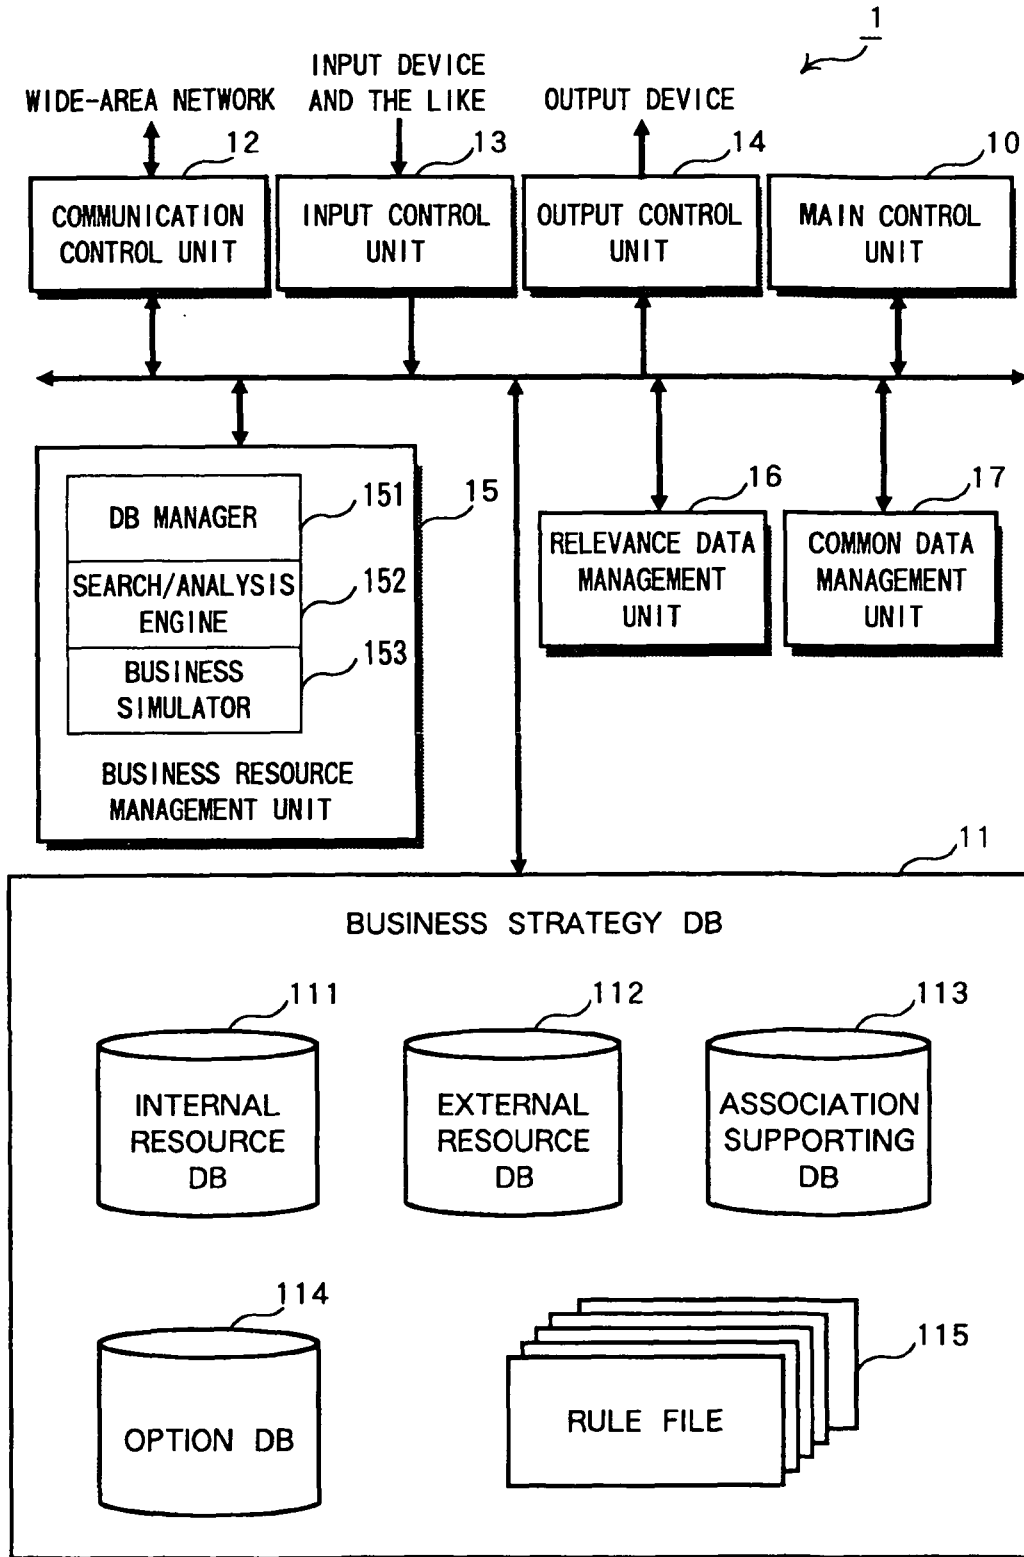 1
WIDE-AREA NETWORK
INPUT DEVICE
AND THE LIKE
OUTPUT DEVICE
12
13
14
10
COMMUNICATION
CONTROL UNIT
INPUT CONTROL
UNIT
OUTPUT CONTROL
UNIT
MAIN CONTROL
UNIT
15
DB MANAGER
151
SEARCH/ANALYSIS
ENGINE
152
BUSINESS
SIMULATOR
153
BUSINESS RESOURCE
MANAGEMENT UNIT
16
RELEVANCE DATA
MANAGEMENT
UNIT
17
COMMON DATA
MANAGEMENT
UNIT
11
BUSINESS STRATEGY DB
111
INTERNAL
RESOURCE
DB
112
EXTERNAL
RESOURCE
DB
113
ASSOCIATION
SUPPORTING
DB
114
OPTION DB
115
RULE FILE